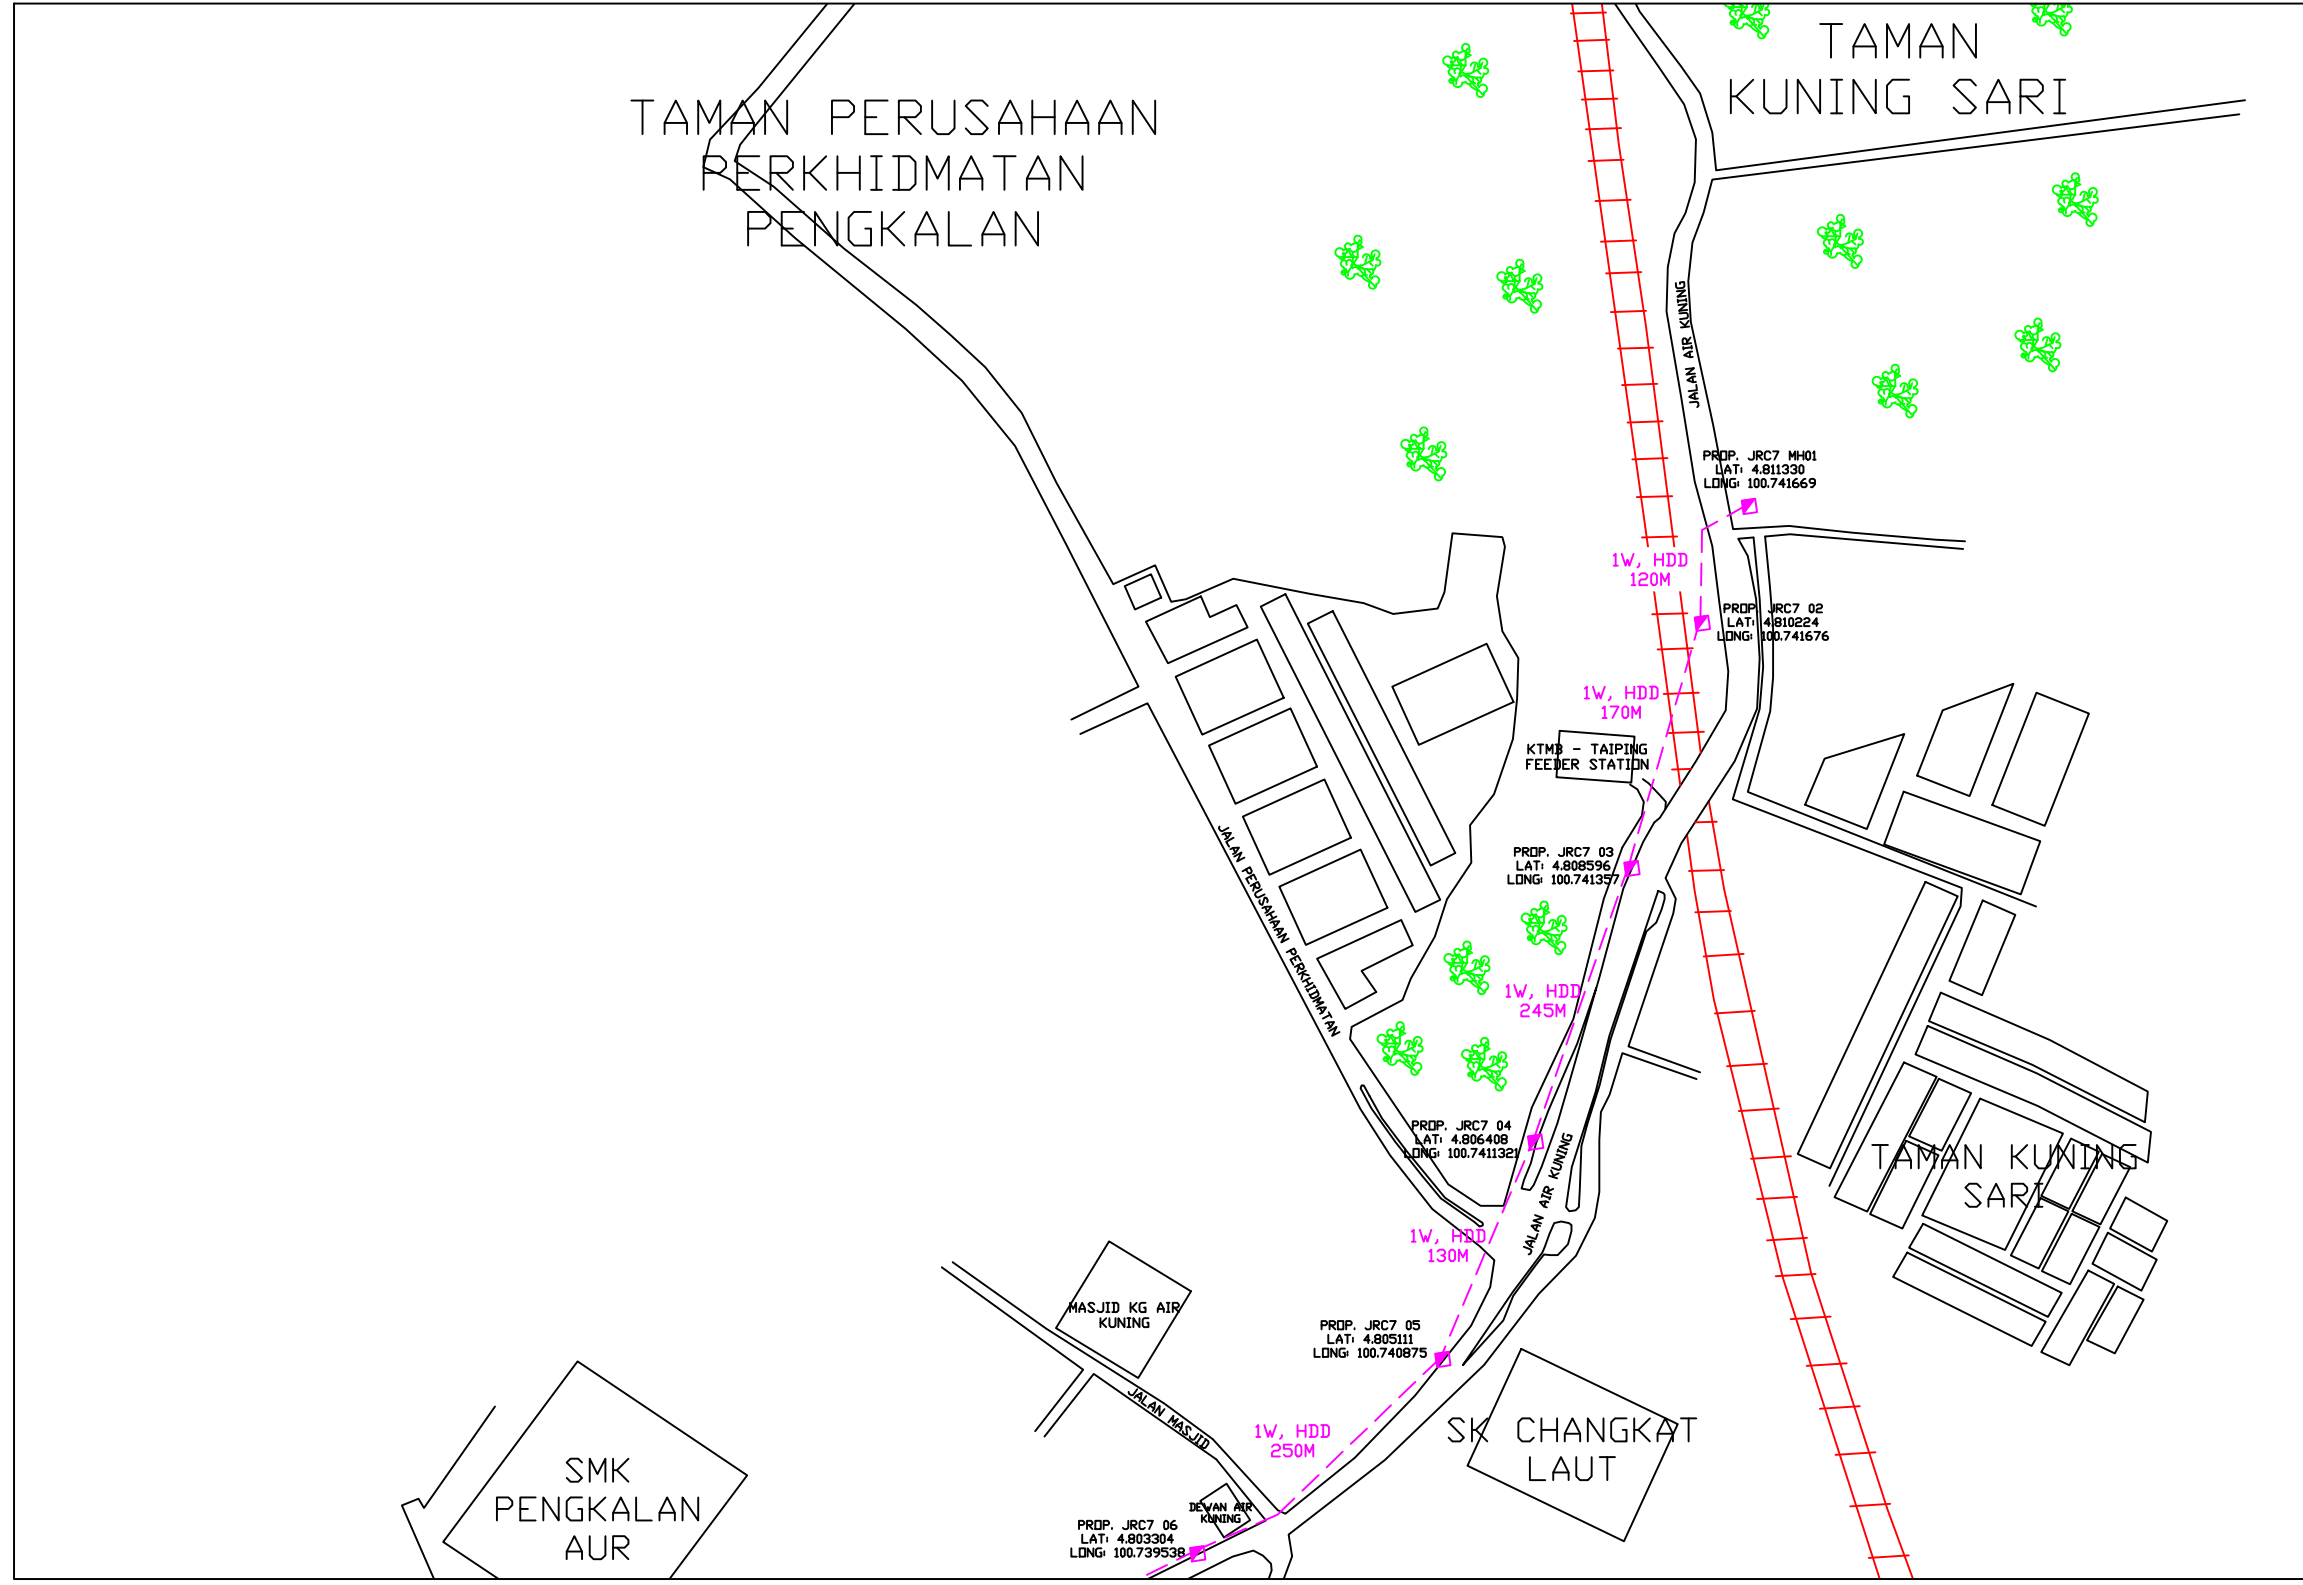 TAMAN
KUNING SARI
TAMAN PERUSAHAAN
PERKHIDMATAN
PENGKALAN
JALAN AIR KUNING
PROP. JRC7 MH01
LAT: 4.811330
LONG: 100.741669
1W, HDD
120M
PROP. JRC7 02
LAT: 4.810224
LONG: 100.741676
1W, HDD
170M
KTMB - TAIPING
FEEDER STATION
PROP. JRC7 03
LAT: 4.808596
LONG: 100.741357
JALAN PERUSAHAAN PERKHIDMATAN
1W, HDD
245M
PROP. JRC7 04
LAT: 4.806408
LONG: 100.7411321
JALAN AIR KUNING
TAMAN KUNING
SARI
1W, HDD
130M
MASJID KG AIR
KUNING
PROP. JRC7 05
LAT: 4.805111
LONG: 100.740875
JALAN MASJID
1W, HDD
250M
SK CHANGKAT
LAUT
SMK
PENGKALAN
AUR
DEWAN AIR
KUNING
PROP. JRC7 06
LAT: 4.803304
LONG: 100.739538